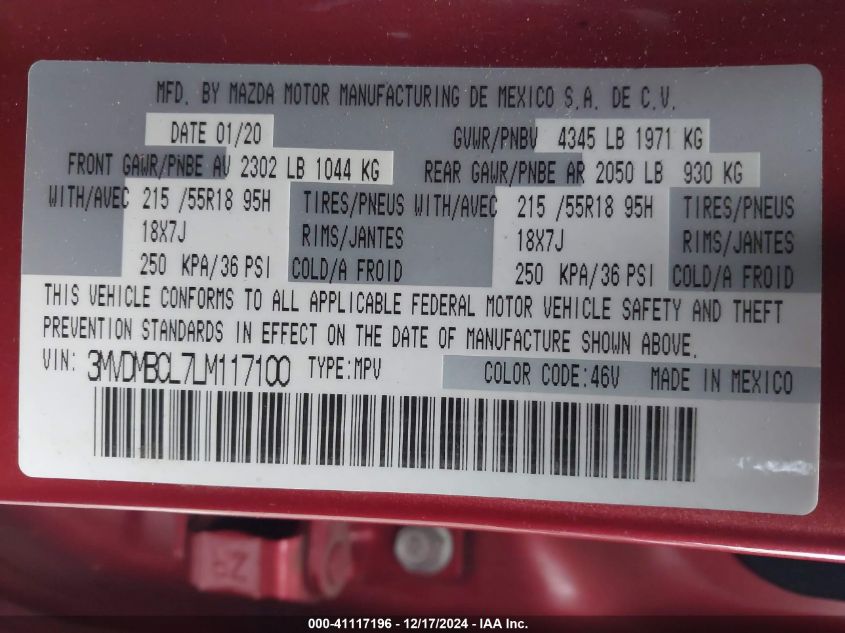 MFD. BY MAZDA MOTOR MANUFACTURING DE MEXICO S.A. DE C.V.
DATE 01/20 GVWR/PNBV 4345 LB 1971 KG
FRONT GAWR/PNBE AV 2302 LB 1044 KG REAR GAWR/PNBE AR 2050 LB 930 KG
WITH/AVEC 215 /55R18 95H TIRES/PNEUS WITH/AVEC 215 /55R18 95H TIRES/PNEUS
18X7J RIMS/JANTES 18X7J RIMS/JANTES
250 KPA/36 PSI COLD/A FROID 250 KPA/36 PSI COLD/A FROID
THIS VEHICLE CONFORMS TO ALL APPLICABLE FEDERAL MOTOR VEHICLE SAFETY AND THEFT
PREVENTION STANDARDS IN EFFECT ON THE DATE OF MANUFACTURE SHOWN ABOVE.
VIN: 3MVDMBCL7LM117100 TYPE:MPV COLOR CODE:46V MADE IN MEXICO
000-41117196 - 12/17/2024 - IAA Inc.